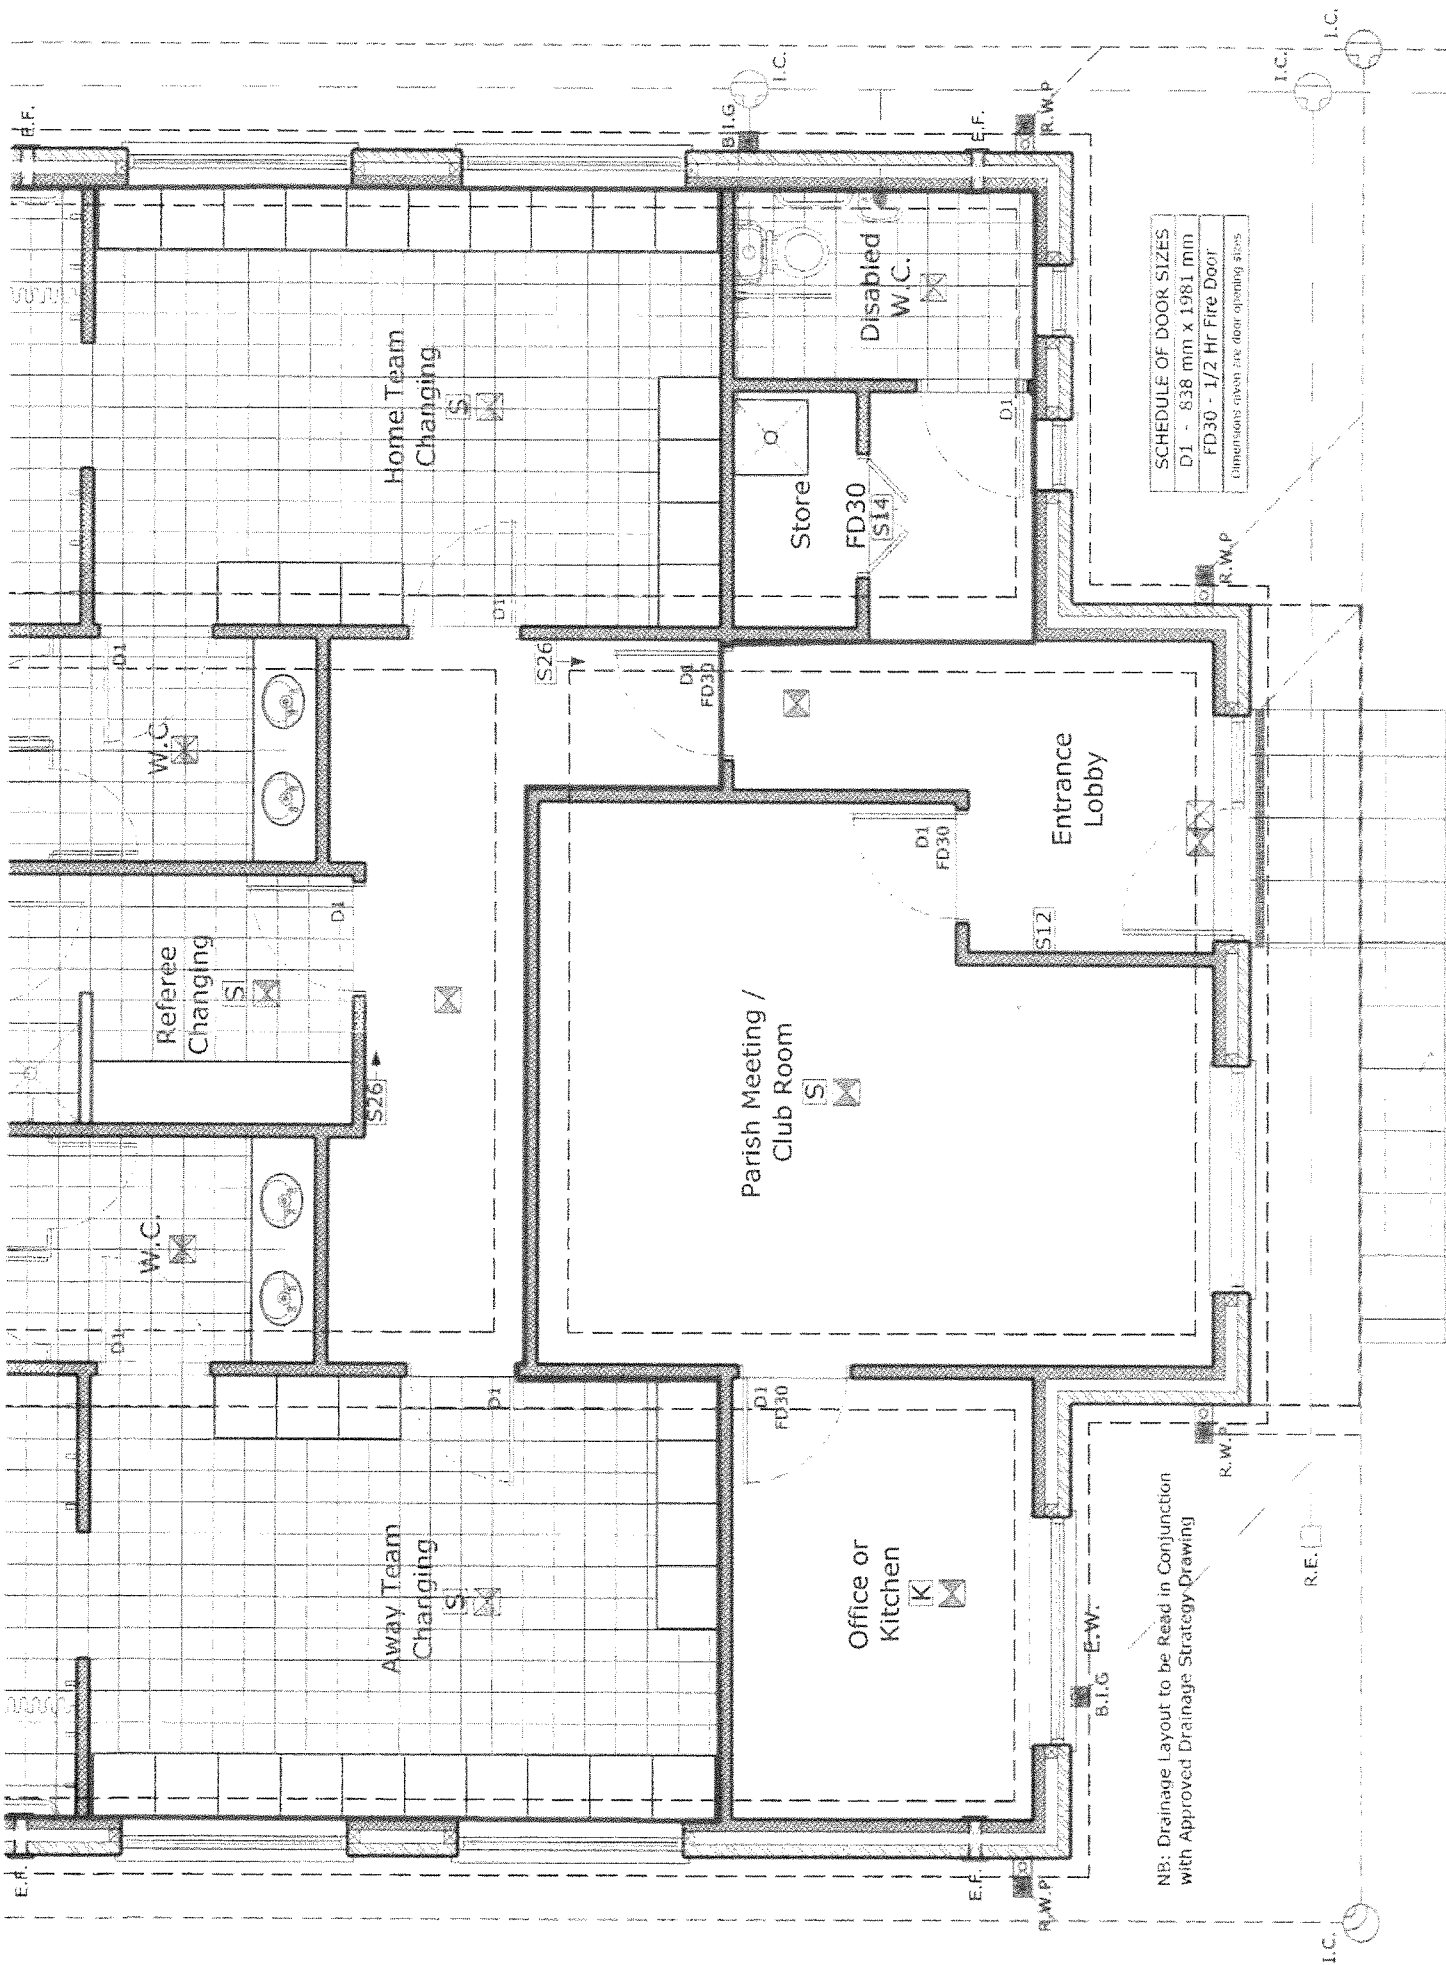 E.F.
E.F.
D1
D1
W.C.
W.C.
Referee
Changing
S
D1
S26
Away Team
Changing
S
Home Team
Changing
S
D1
D1
S26
D1
FD30
B.I.G
I.C.
Parish Meeting /
Club Room
S
D1
FD30
Store
FD30
S14
Disabled
W.C.
Office or
Kitchen
K
D1
FD30
E.F.
E.F.
D1
R.W.P
R.W.P
S12
Entrance
Lobby
E.W.
B.I.G
NB: Drainage Layout to be Read in Conjunction
with Approved Drainage Strategy Drawing
SCHEDULE OF DOOR SIZES
D1 - 838 mm x 1981 mm
FD30 - 1/2 Hr Fire Door
Dimensions given are door opening sizes
R.W.P
R.W.P
I.C.
R.E.
I.C.
I.C.